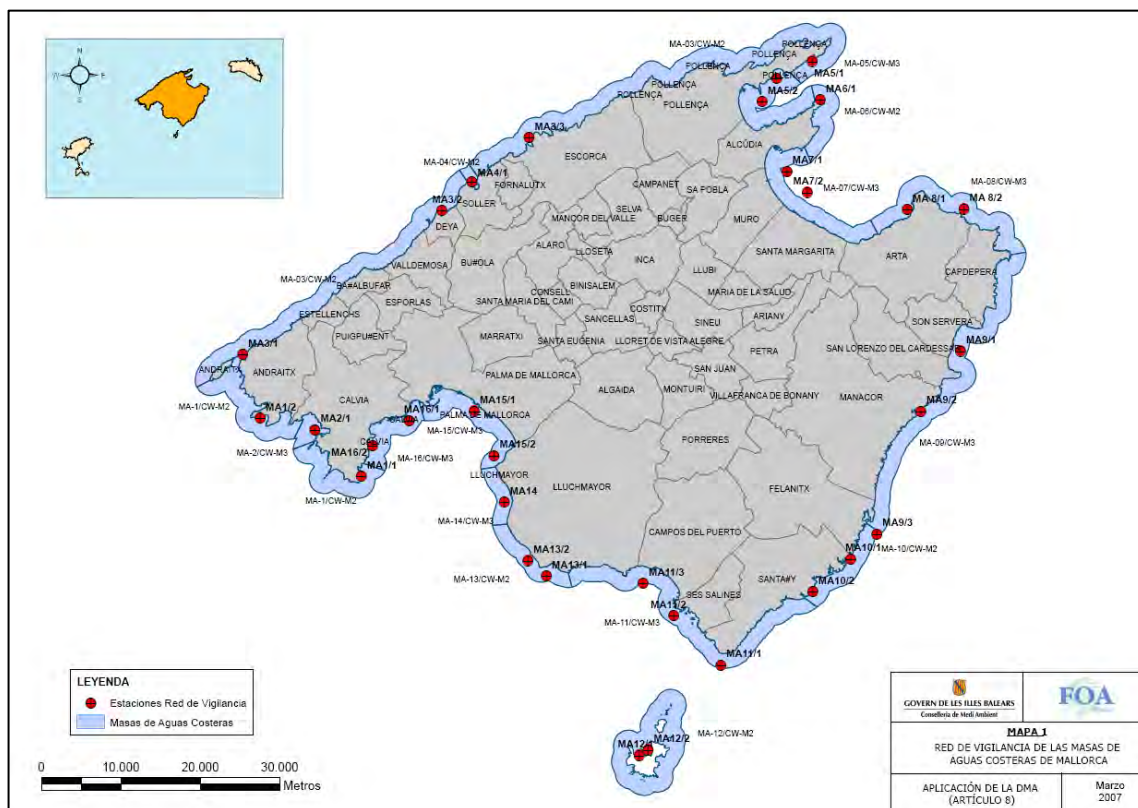 N
W
E
S
MA-03/CW-M2
POLLENÇA
POLLENÇA
POLLENÇA
POLLENÇA
MA-05/CW-M3
MA5/1
POLLENÇA
POLLENÇA
POLLENÇA
MA5/2
MA6/1
POLLENÇA
MA-06/CW-M2
MA3/3
ALCÚDIA
MA-04/CW-M2
ESCORCA
MA7/1
MA4/1
FORNALUTX
CAMPANET
SA POBLA
MA7/2
MA-07/CW-M3
MA-08/CW-M3
SOLLER
SELVA
MA3/2
MANCOR DEL VALLE
BUGER
MURO
MA 8/1
MA 8/2
DEYA
ALARO
LLOSETA
BU#OLA
INCA
SANTA MARGARITA
ARTA
VALLDEMOSA
LLUBI
CAPDEPERA
MA-03/CW-M2
BA#ALBUFAR
CONSELL
BINISALEM
MARIA DE LA SALUD
ESPORLAS
SANTA MARIA DEL CAMI
COSTITX
ESTELLENCHS
SANCELLAS
SINEU
ARIANY
SON SERVERA
PUIGPU#ENT
MARRATXI
SANTA EUGENIA
LLORET DE VISTA ALEGRE
PETRA
SAN LORENZO DEL CARDESSAR
MA9/1
MA3/1
ANDRAITX
ANDRAITX
PALMA DE MALLORCA
SAN JUAN
ALGAIDA
MONTUIRI
VILLAFRANCA DE BONANY
MANACOR
CALVIA
MA-1/CW-M2
MA1/2
MA16/1
MA15/1
PALMA DE MALLORCA
MA9/2
MA2/1
MA-15/CW-M3
MA-09/CW-M3
PORRERES
MA-2/CW-M3
MA16/2
CALVIA
MA-16/CW-M3
MA15/2
MA1/1
LLUCHMAYOR
LLUCHMAYOR
FELANITX
MA-1/CW-M2
MA14
MA-14/CW-M3
CAMPOS DEL PUERTO
MA9/3
MA10/1
MA-10/CW-M2
MA13/2
MA13/1
MA-13/CW-M2
MA11/3
SANTA#Y
MA10/2
SES SALINES
MA11/2
MA-11/CW-M3
MA11/1
MA-12/CW-M2
MA12/2
LEYENDA
Estaciones Red de Vigilancia
Masas de Aguas Costeras
0 10.000 20.000 30.000
Metros
GOVERN DE LES ILLES BALEARS
Conselleria de Medi Ambient
FOA
MAPA 1
RED DE VIGILANCIA DE LAS MASAS DE
AGUAS COSTERAS DE MALLORCA
APLICACIÓN DE LA DMA
(ARTÍCULO 8)
Marzo
2007